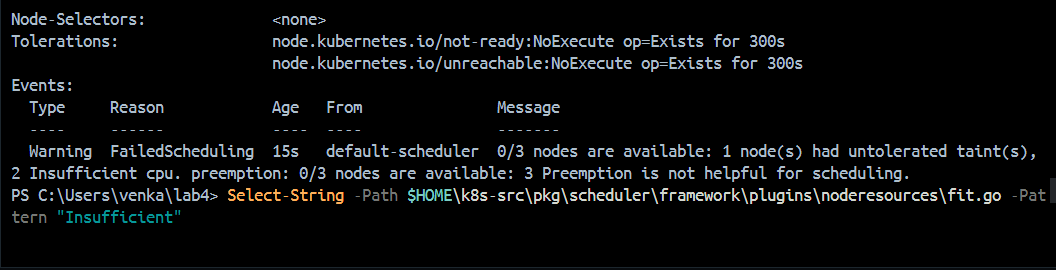 Node-Selectors:              <none>
Tolerations:                 node.kubernetes.io/not-ready:NoExecute op=Exists for 300s
                             node.kubernetes.io/unreachable:NoExecute op=Exists for 300s
Events:
  Type     Reason            Age   From               Message
  ----     ------            ----  ----               -------
  Warning  FailedScheduling  15s   default-scheduler  0/3 nodes are available: 1 node(s) had untolerated taint(s),
2 Insufficient cpu. preemption: 0/3 nodes are available: 3 Preemption is not helpful for scheduling.
PS C:\Users\venka\lab4> Select-String -Path $HOME\k8s-src\pkg\scheduler\framework\plugins\noderesources\fit.go -Pat
tern "Insufficient"